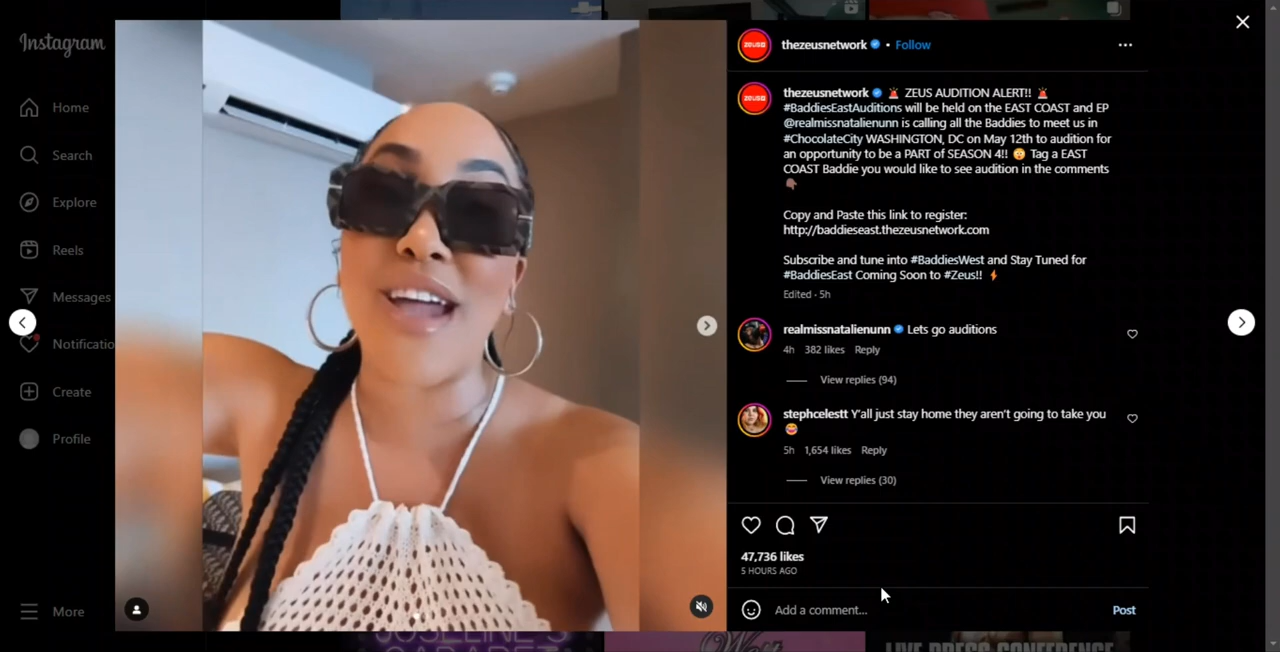 Instagram
Home
Search
Explore
Reels
Messages
Notificatio
Create
Profile
More
thezeusnetwork • Follow
thezeusnetwork 🚨 ZEUS AUDITION ALERT!! 🚨
#BaddiesEastAuditions will be held on the EAST COAST and EP
@realmissnatalienunn is calling all the Baddies to meet us in
#ChocolateCity WASHINGTON, DC on May 12th to audition for
an opportunity to be a PART of SEASON 4!! 😳 Tag a EAST
COAST Baddie you would like to see audition in the comments
👇🏽
Copy and Paste this link to register:
http://baddieseast.thezeusnetwork.com
Subscribe and tune into #BaddiesWest and Stay Tuned for
#BaddiesEast Coming Soon to #Zeus!! ⚡
Edited · 5h
realmissnatalienunn Lets go auditions
4h 382 likes Reply
View replies (94)
stephcelestt Y'all just stay home they aren't going to take you
😂
5h 1,654 likes Reply
View replies (30)
47,736 likes
5 HOURS AGO
Add a comment... Post
JOSELINE'S
CABARET
LIVE PRESS CONFERENCE